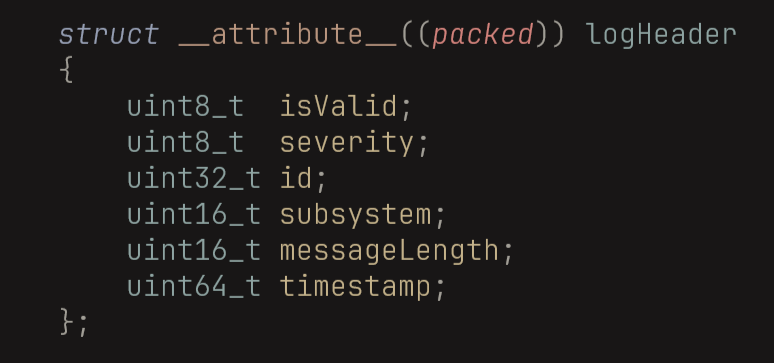 struct __attribute__((packed)) logHeader
{
    uint8_t  isValid;
    uint8_t  severity;
    uint32_t id;
    uint16_t subsystem;
    uint16_t messageLength;
    uint64_t timestamp;
};